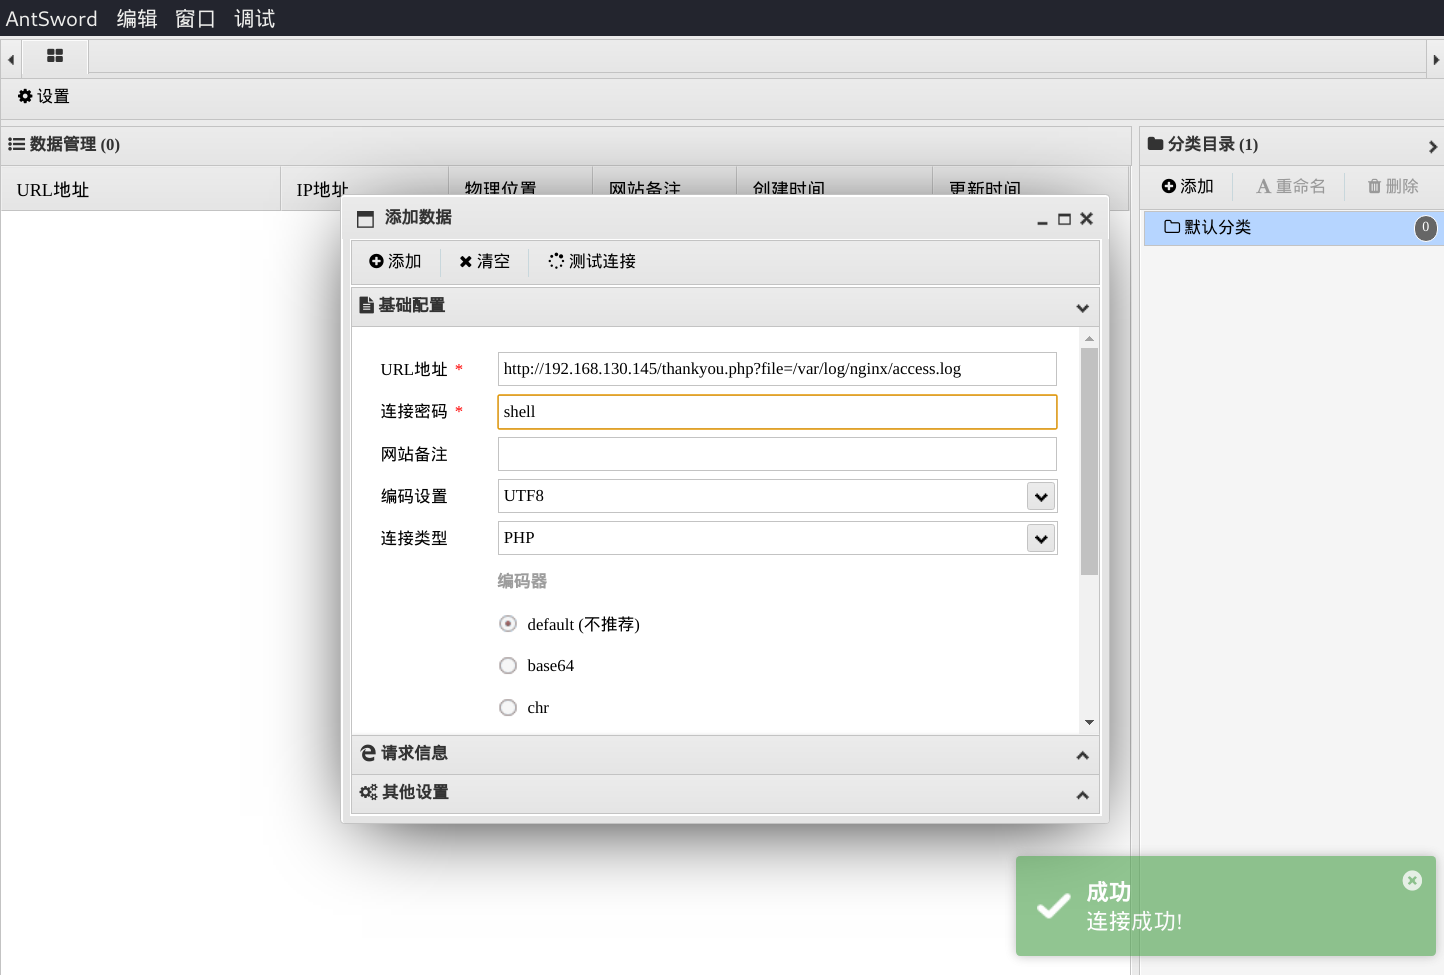 AntSword 编辑 窗口 调试
设置
数据管理 (0)
分类目录 (1)
URL地址 IP地址 物理位置 网站备注 创建时间 更新时间
添加 重命名 删除
默认分类 0
添加数据
添加 清空 测试连接
基础配置
URL地址 * http://192.168.130.145/thankyou.php?file=/var/log/nginx/access.log
连接密码 * shell
网站备注
编码设置 UTF8
连接类型 PHP
编码器
default (不推荐)
base64
chr
请求信息
其他设置
成功
连接成功!